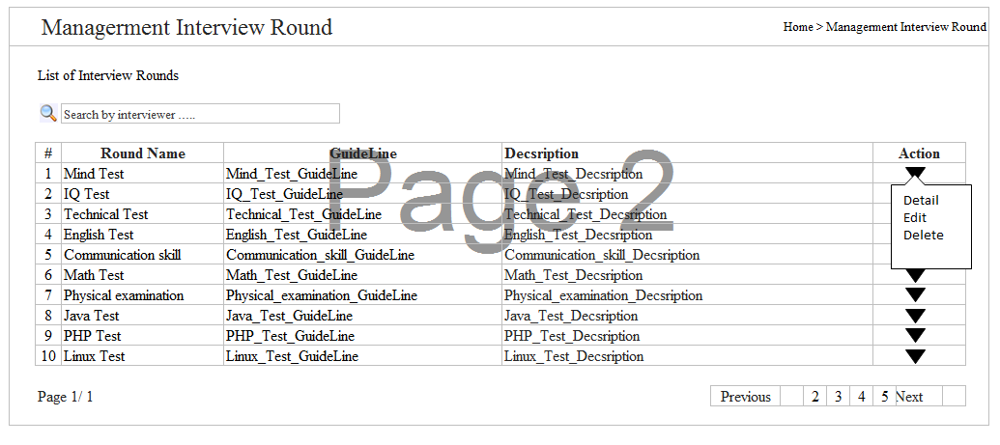 Managerment Interview Round
Home > Managerment Interview Round
List of Interview Rounds
Search by interviewer .....
# Round Name GuideLine Decsription Action
1 Mind Test Mind_Test_GuideLine Mind_Test_Decsription
2 IQ Test IQ_Test_GuideLine IQ_Test_Decsription
3 Technical Test Technical_Test_GuideLine Technical_Test_Decsription
4 English Test English_Test_GuideLine English_Test_Decsription
5 Communication skill Communication_skill_GuideLine Communication_skill_Decsription
6 Math Test Math_Test_GuideLine Math_Test_Decsription
7 Physical examination Physical_examination_GuideLine Physical_examination_Decsription
8 Java Test Java_Test_GuideLine Java_Test_Decsription
9 PHP Test PHP_Test_GuideLine PHP_Test_Decsription
10 Linux Test Linux_Test_GuideLine Linux_Test_Decsription
Detail
Edit
Delete
Page 2
Page 1/ 1
Previous 2 3 4 5 Next